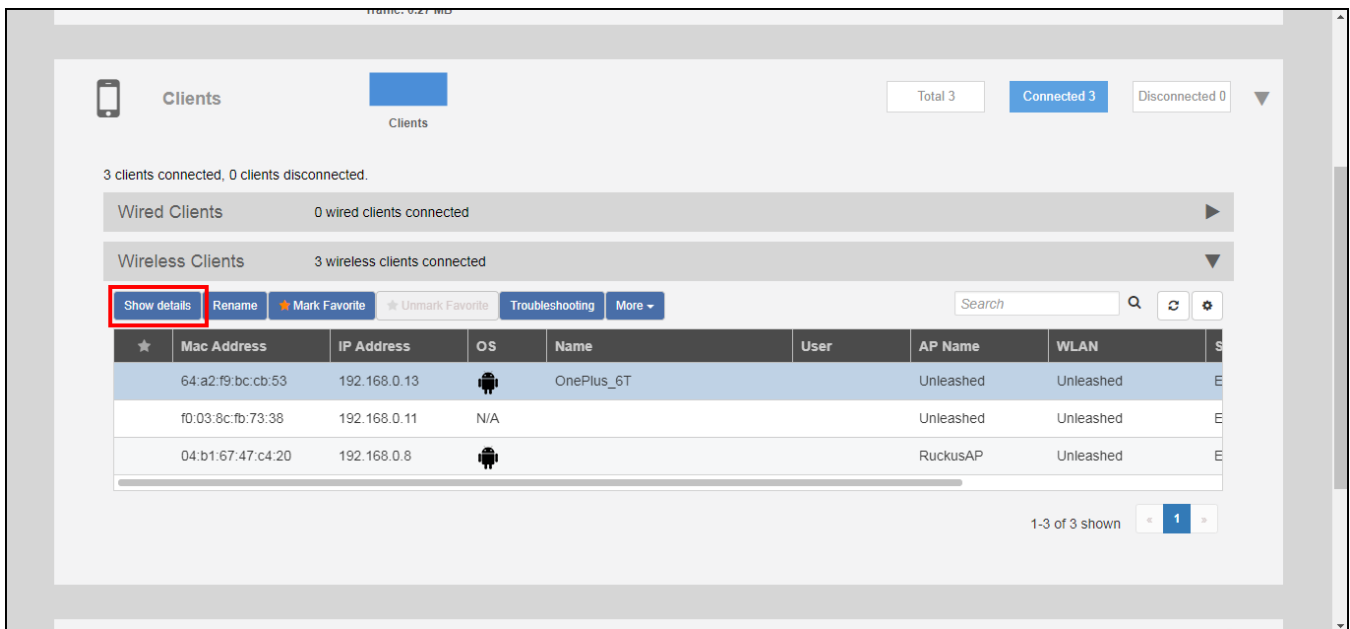 Traffic: 0.27 MB
Clients
Clients
Total 3
Connected 3
Disconnected 0
3 clients connected, 0 clients disconnected.
Wired Clients 0 wired clients connected
Wireless Clients 3 wireless clients connected
Show details Rename Mark Favorite Unmark Favorite Troubleshooting More Search
Mac Address IP Address OS Name User AP Name WLAN S
64:a2:f9:bc:cb:53 192.168.0.13 OnePlus_6T Unleashed Unleashed E
f0:03:8c:fb:73:38 192.168.0.11 N/A Unleashed Unleashed E
04:b1:67:47:c4:20 192.168.0.8 RuckusAP Unleashed E
1-3 of 3 shown « 1 »